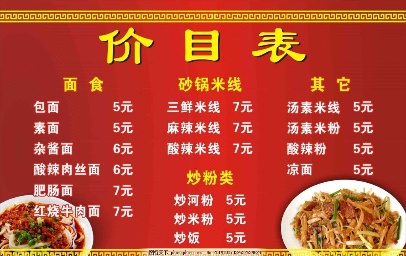 价目表
面食
包面 5元
素面 5元
杂酱面 6元
酸辣肉丝面 6元
肥肠面 7元
红烧牛肉面 7元
砂锅米线
三鲜米线 7元
麻辣米线 7元
酸辣米线 7元
炒粉类
炒河粉 5元
炒米粉 5元
炒饭 5元
其它
汤素米线 5元
汤素米粉 5元
酸辣粉 5元
凉面 5元